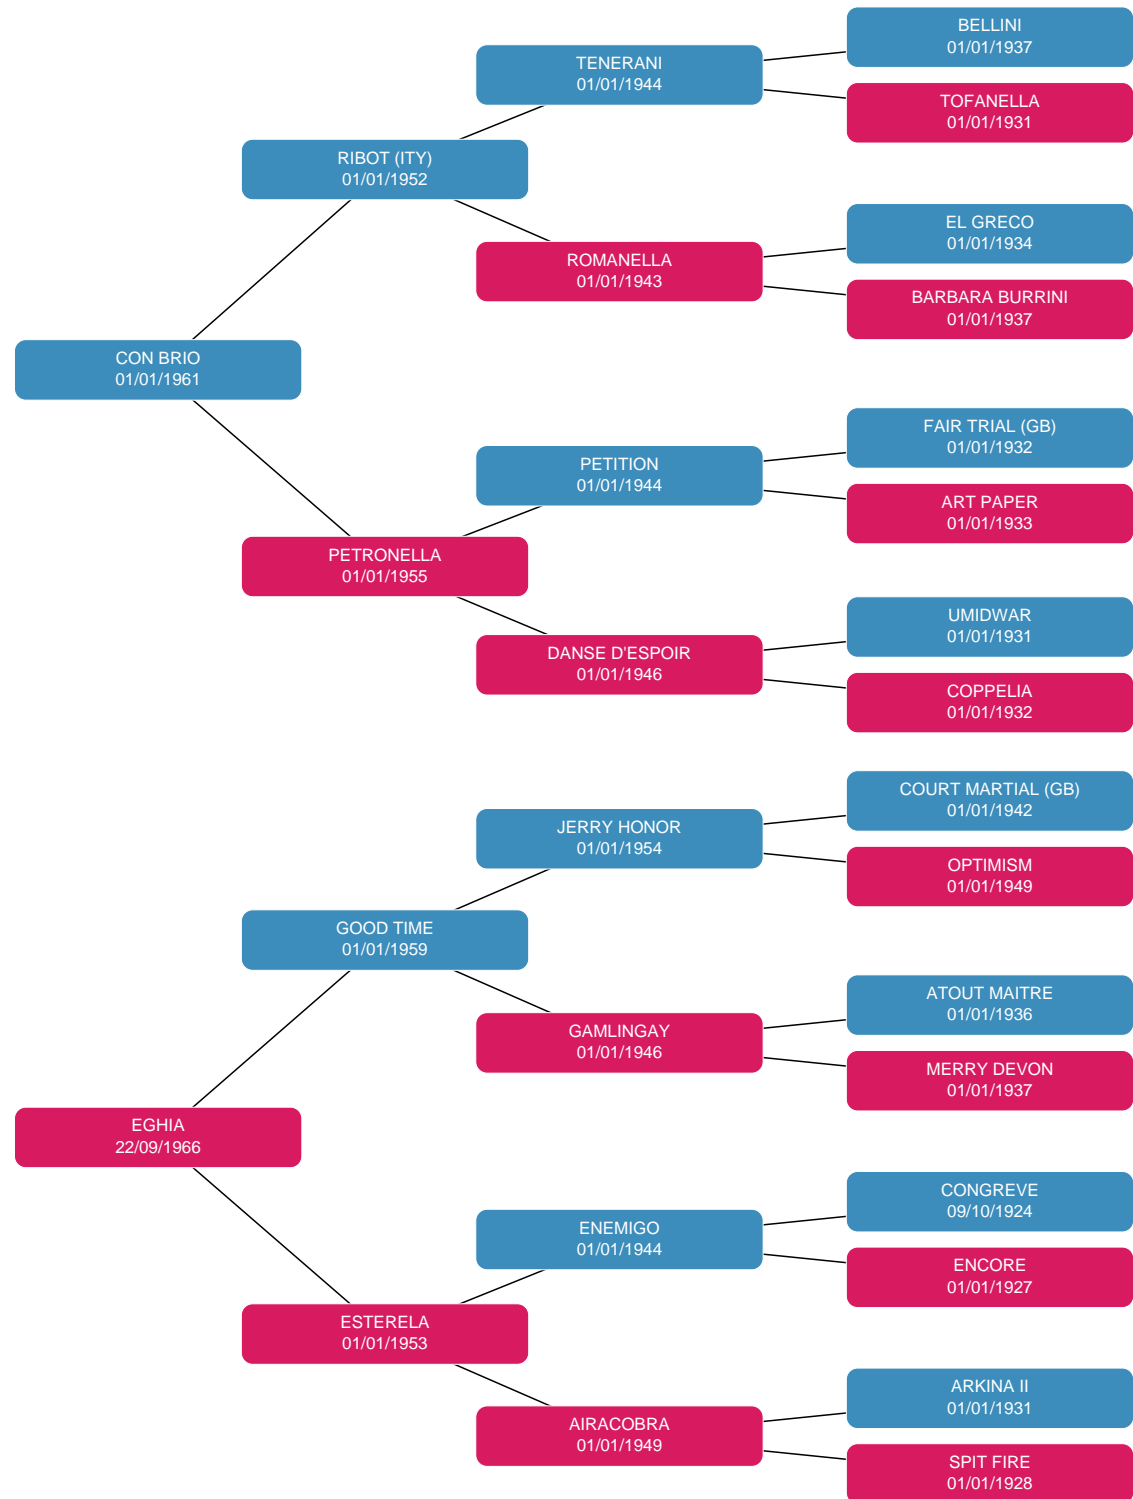 BELLINI
01/01/1937
TENERANI
01/01/1944
TOFANELLA
01/01/1931
RIBOT (ITY)
01/01/1952
EL GRECO
01/01/1934
ROMANELLA
01/01/1943
BARBARA BURRINI
01/01/1937
CON BRIO
01/01/1961
FAIR TRIAL (GB)
01/01/1932
PETITION
01/01/1944
ART PAPER
01/01/1933
PETRONELLA
01/01/1955
UMIDWAR
01/01/1931
DANSE D'ESPOIR
01/01/1946
COPPELIA
01/01/1932
COURT MARTIAL (GB)
01/01/1942
JERRY HONOR
01/01/1954
OPTIMISM
01/01/1949
GOOD TIME
01/01/1959
ATOUT MAITRE
01/01/1936
GAMLINGAY
01/01/1946
MERRY DEVON
01/01/1937
EGHIA
22/09/1966
CONGREVE
09/10/1924
ENEMIGO
01/01/1944
ENCORE
01/01/1927
ESTERELA
01/01/1953
ARKINA II
01/01/1931
AIRACOBRA
01/01/1949
SPIT FIRE
01/01/1928